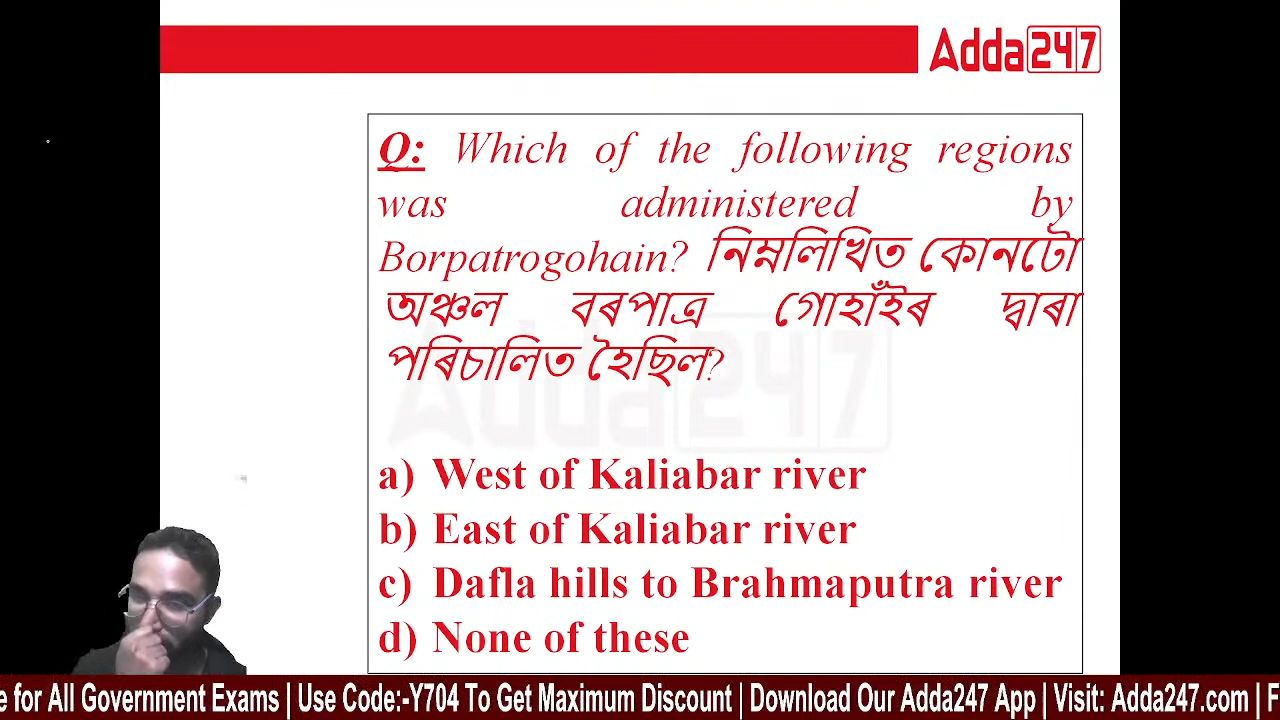 Adda247
Q: Which of the following regions
was administered by
Borpatrogohain? নিম্নলিখিত কোনটো
অঞ্চল বৰপাত্ৰ গোহাঁইৰ দ্বাৰা
পৰিচালিত হৈছিল?
a) West of Kaliabar river
b) East of Kaliabar river
c) Dafla hills to Brahmaputra river
d) None of these
e for All Government Exams | Use Code:-Y704 To Get Maximum Discount | Download Our Adda247 App | Visit: Adda247.com | F